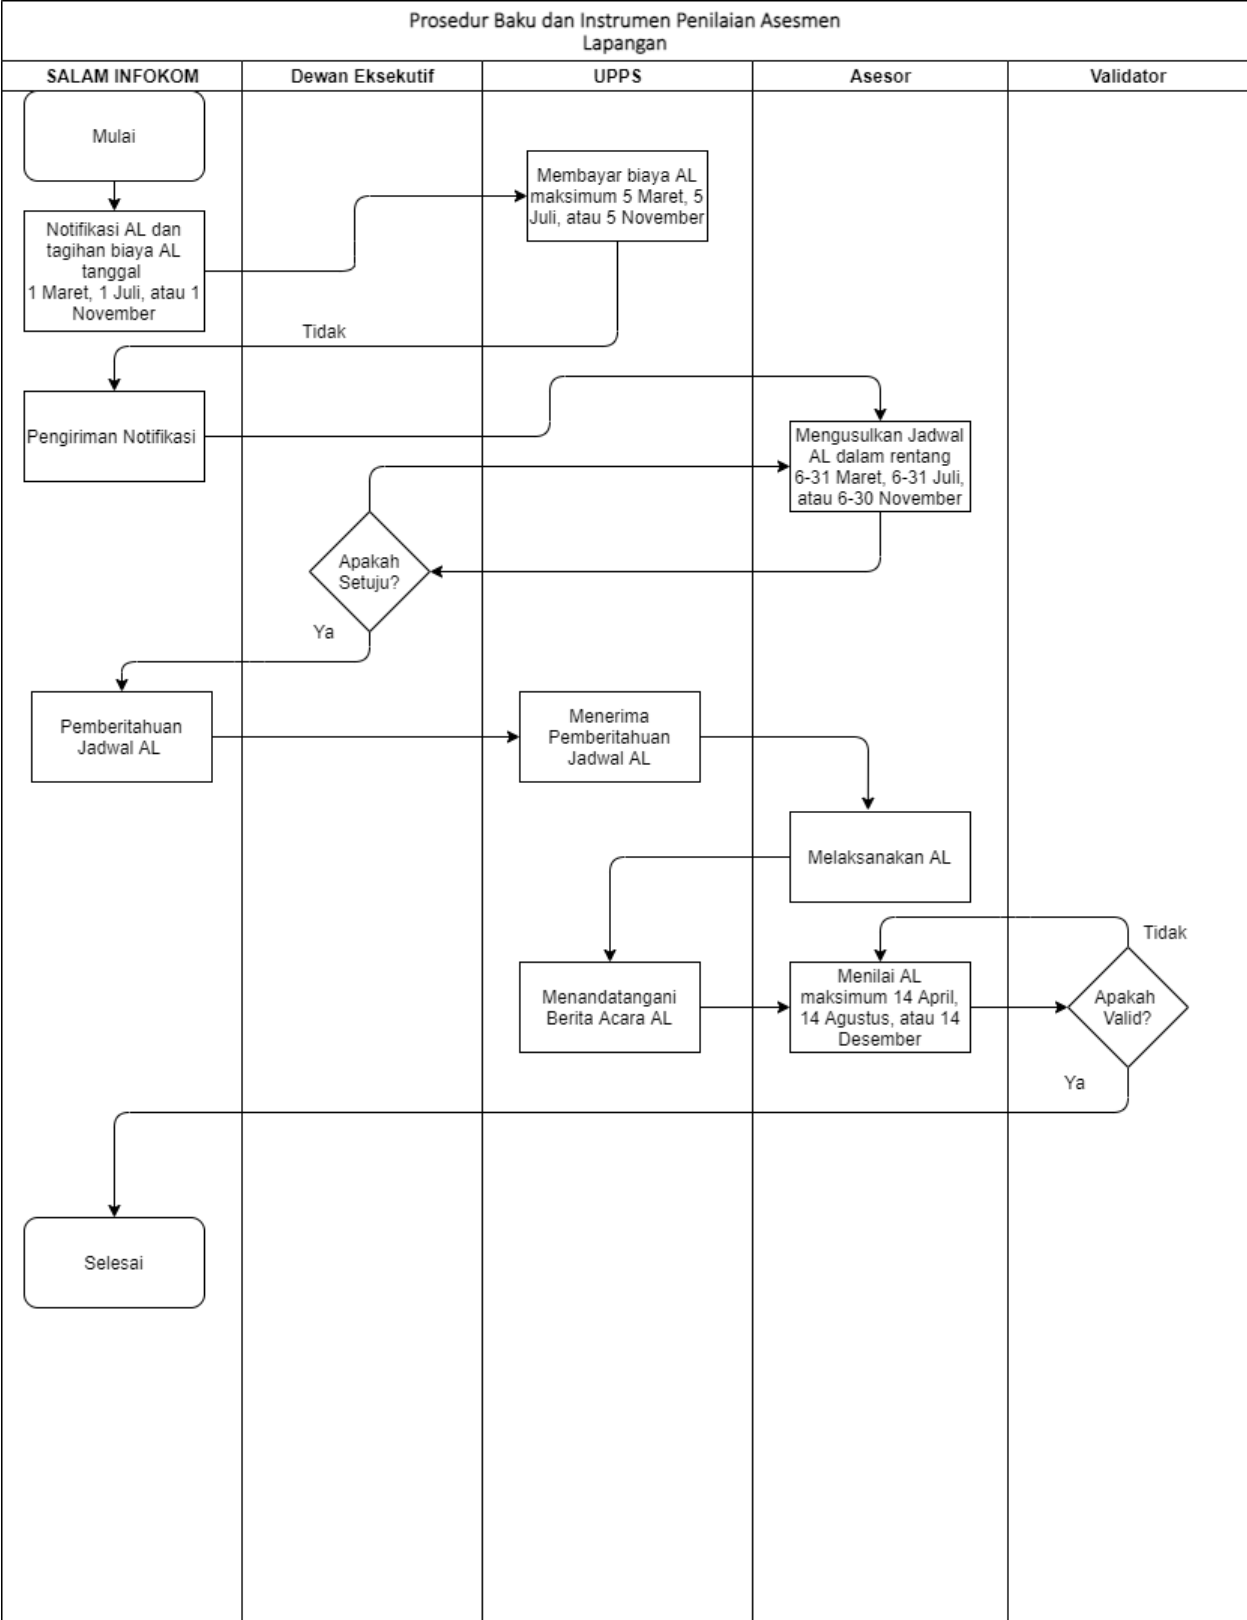 Prosedur Baku dan Instrumen Penilaian Asesmen
Lapangan
SALAM INFOKOM
Dewan Eksekutif
UPPS
Asesor
Validator
Mulai
Notifikasi AL dan
tagihan biaya AL
tanggal
1 Maret, 1 Juli, atau 1
November
Membayar biaya AL
maksimum 5 Maret, 5
Juli, atau 5 November
Tidak
Pengiriman Notifikasi
Mengusulkan Jadwal
AL dalam rentang
6-31 Maret, 6-31 Juli,
atau 6-30 November
Apakah
Setuju?
Ya
Pemberitahuan
Jadwal AL
Menerima
Pemberitahuan
Jadwal AL
Melaksanakan AL
Menandatangani
Berita Acara AL
Menilai AL
maksimum 14 April,
14 Agustus, atau 14
Desember
Tidak
Apakah
Valid?
Ya
Selesai